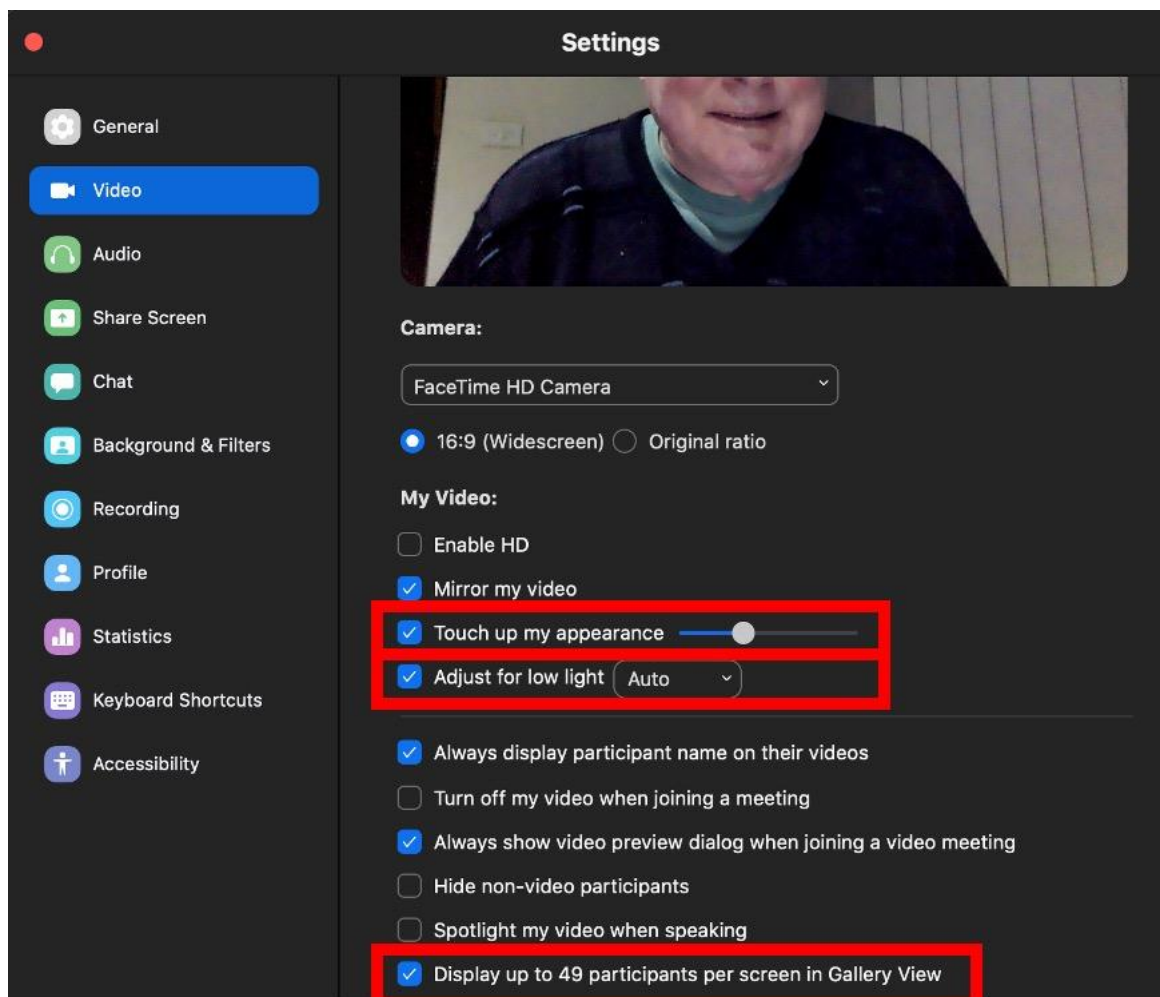 Settings
General
Video
Audio
Share Screen
Chat
Background & Filters
Recording
Profile
Statistics
Keyboard Shortcuts
Accessibility
Camera:
FaceTime HD Camera
16:9 (Widescreen) Original ratio
My Video:
Enable HD
Mirror my video
Touch up my appearance
Adjust for low light Auto
Always display participant name on their videos
Turn off my video when joining a meeting
Always show video preview dialog when joining a video meeting
Hide non-video participants
Spotlight my video when speaking
Display up to 49 participants per screen in Gallery View